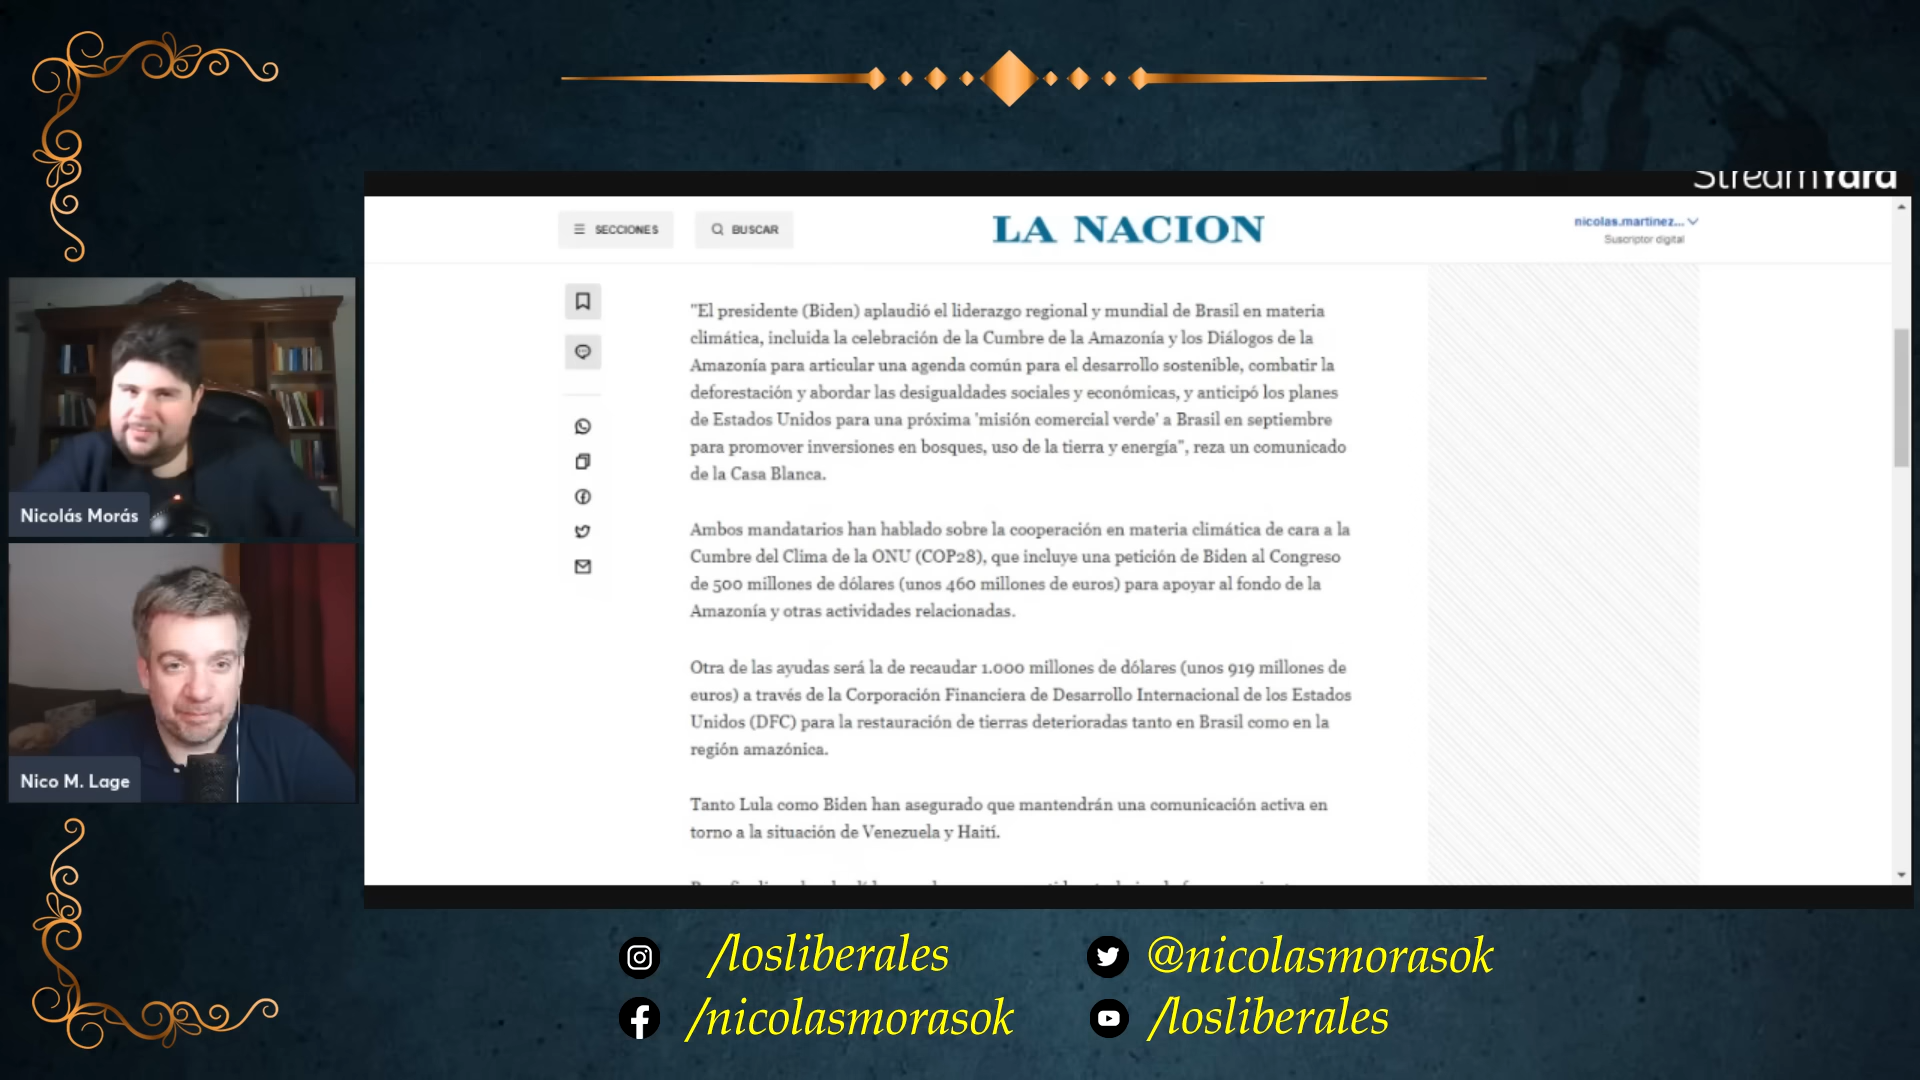 StreamYard
SECCIONES
BUSCAR
LA NACION
nicolas.martinez...
Suscriptor digital
"El presidente (Biden) aplaudió el liderazgo regional y mundial de Brasil en materia
climática, incluida la celebración de la Cumbre de la Amazonía y los Diálogos de la
Amazonía para articular una agenda común para el desarrollo sostenible, combatir la
deforestación y abordar las desigualdades sociales y económicas, y anticipó los planes
de Estados Unidos para una próxima 'misión comercial verde' a Brasil en septiembre
para promover inversiones en bosques, uso de la tierra y energía", reza un comunicado
de la Casa Blanca.
Ambos mandatarios han hablado sobre la cooperación en materia climática de cara a la
Cumbre del Clima de la ONU (COP28), que incluye una petición de Biden al Congreso
de 500 millones de dólares (unos 460 millones de euros) para apoyar al fondo de la
Amazonía y otras actividades relacionadas.
Otra de las ayudas será la de recaudar 1.000 millones de dólares (unos 919 millones de
euros) a través de la Corporación Financiera de Desarrollo Internacional de los Estados
Unidos (DFC) para la restauración de tierras deterioradas tanto en Brasil como en la
región amazónica.
Tanto Lula como Biden han asegurado que mantendrán una comunicación activa en
torno a la situación de Venezuela y Haití.
Nicolás Morás
Nico M. Lage
/losliberales
@nicolasmorasok
/nicolasmorasok
/losliberales